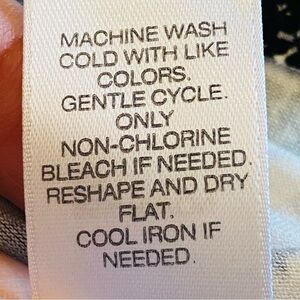 MACHINE WASH
COLD WITH LIKE
COLORS.
GENTLE CYCLE.
ONLY
NON-CHLORINE
BLEACH IF NEEDED.
RESHAPE AND DRY
FLAT.
COOL IRON IF
NEEDED.